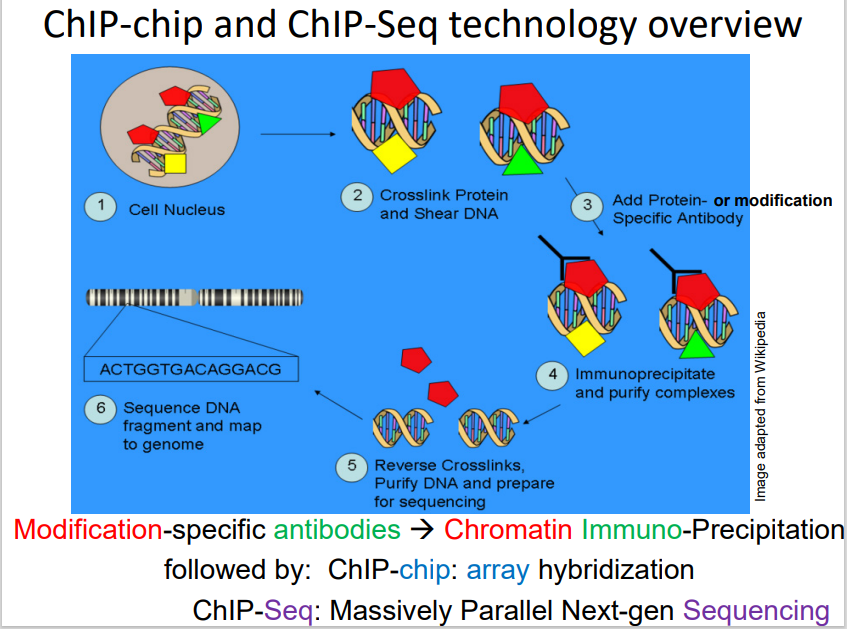 ChIP-chip and ChIP-Seq technology overview
1 Cell Nucleus
2 Crosslink Protein
and Shear DNA
3 Add Protein- or modification
Specific Antibody
4 Immunoprecipitate
and purify complexes
5 Reverse Crosslinks,
Purify DNA and prepare
for sequencing
ACTGGTGACAGGACG
6 Sequence DNA
fragment and map
to genome
Image adapted from Wikipedia
Modification-specific antibodies → Chromatin Immuno-Precipitation
followed by: ChIP-chip: array hybridization
ChIP-Seq: Massively Parallel Next-gen Sequencing